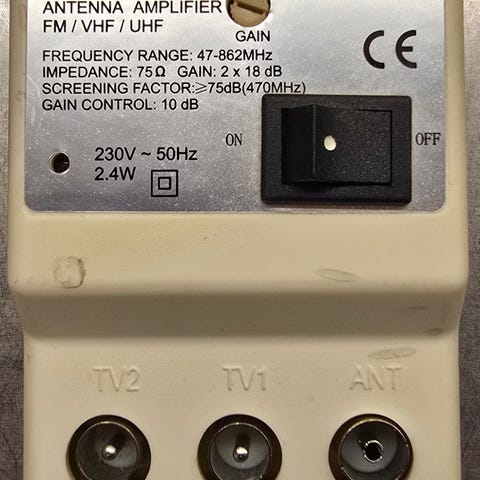 ANTENNA AMPLIFIER
FM / VHF / UHF
GAIN
FREQUENCY RANGE: 47-862MHz
IMPEDANCE: 75Ω GAIN: 2 x 18 dB
SCREENING FACTOR:≥75dB(470MHz)
GAIN CONTROL: 10 dB
CE
ON
OFF
230V ~ 50Hz
2.4W
TV2 TV1 ANT